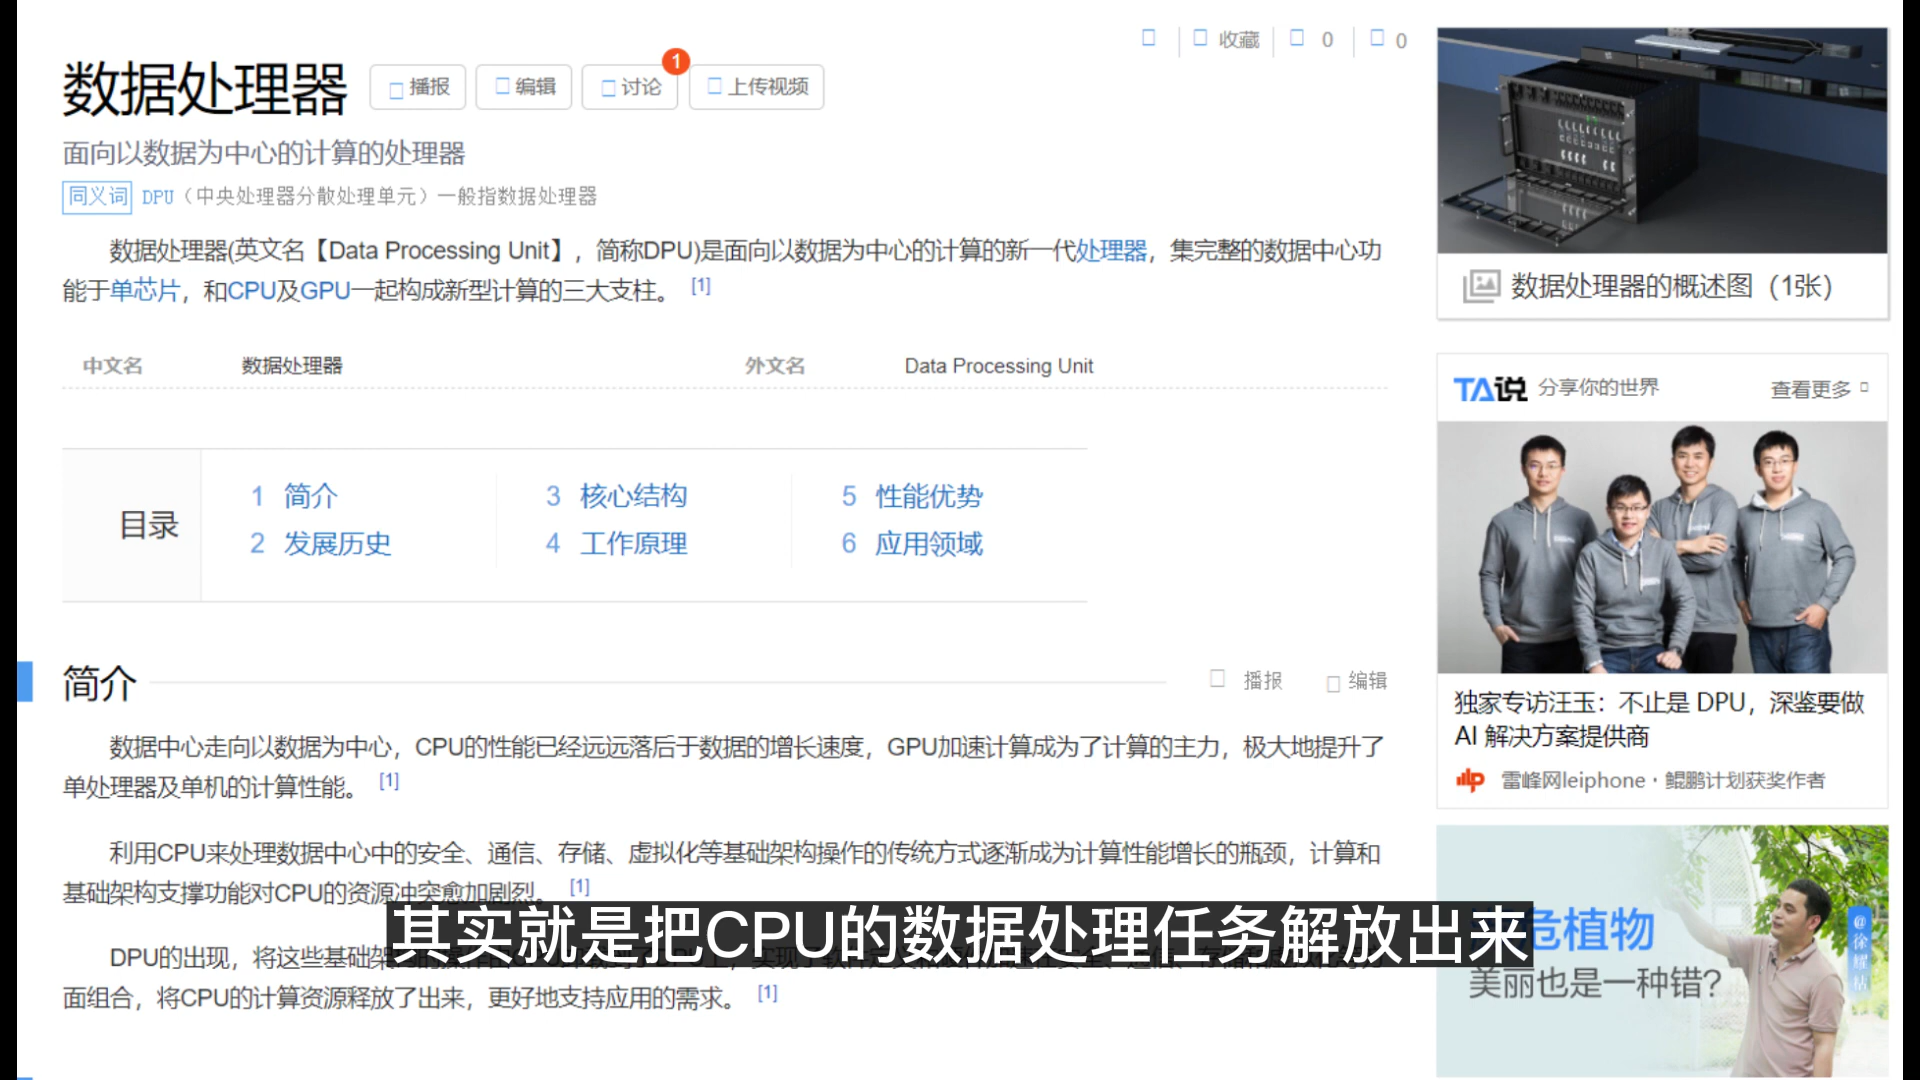 收藏
0
0
数据处理器
播报
编辑
讨论
1
上传视频
面向以数据为中心的计算的处理器
同义词 DPU（中央处理器分散处理单元）一般指数据处理器
数据处理器(英文名【Data Processing Unit】，简称DPU)是面向以数据为中心的计算的新一代处理器，集完整的数据中心功
能于单芯片，和CPU及GPU一起构成新型计算的三大支柱。 [1]
中文名 数据处理器 外文名 Data Processing Unit
目录
1 简介
2 发展历史
3 核心结构
4 工作原理
5 性能优势
6 应用领域
简介
播报
编辑
数据中心走向以数据为中心，CPU的性能已经远远落后于数据的增长速度，GPU加速计算成为了计算的主力，极大地提升了
单处理器及单机的计算性能。 [1]
利用CPU来处理数据中心中的安全、通信、存储、虚拟化等基础架构操作的传统方式逐渐成为计算性能增长的瓶颈，计算和
基础架构支撑功能对CPU的资源冲突愈加剧烈。 [1]
DPU的出现，将这些基础架
面组合，将CPU的计算资源释放了出来，更好地支持应用的需求。 [1]
其实就是把CPU的数据处理任务解放出来
数据处理器的概述图（1张）
TA说 分享你的世界
查看更多
独家专访汪玉：不止是 DPU，深鉴要做
AI 解决方案提供商
雷峰网leiphone · 鲲鹏计划获奖作者
危植物
美丽也是一种错？